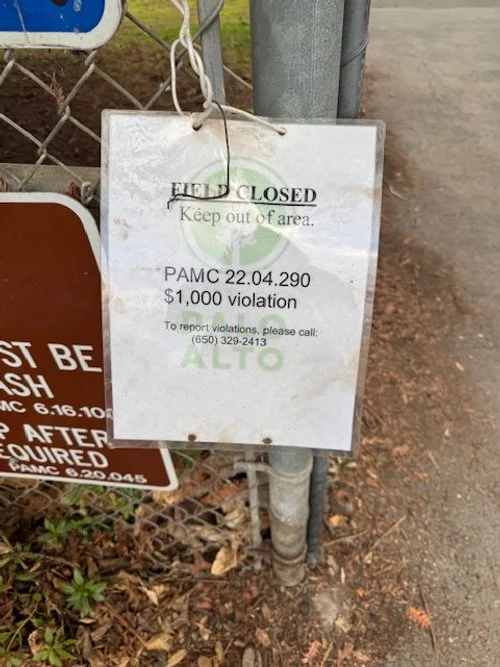 FIELD CLOSED
Keep out of area.
PAMC 22.04.290
$1,000 violation
To report violations, please call:
(650) 329-2413
PALO
ALTO
ST BE
ASH
MC 6.16.10
P AFTER
EQUIRED
PAMC 6.20.045